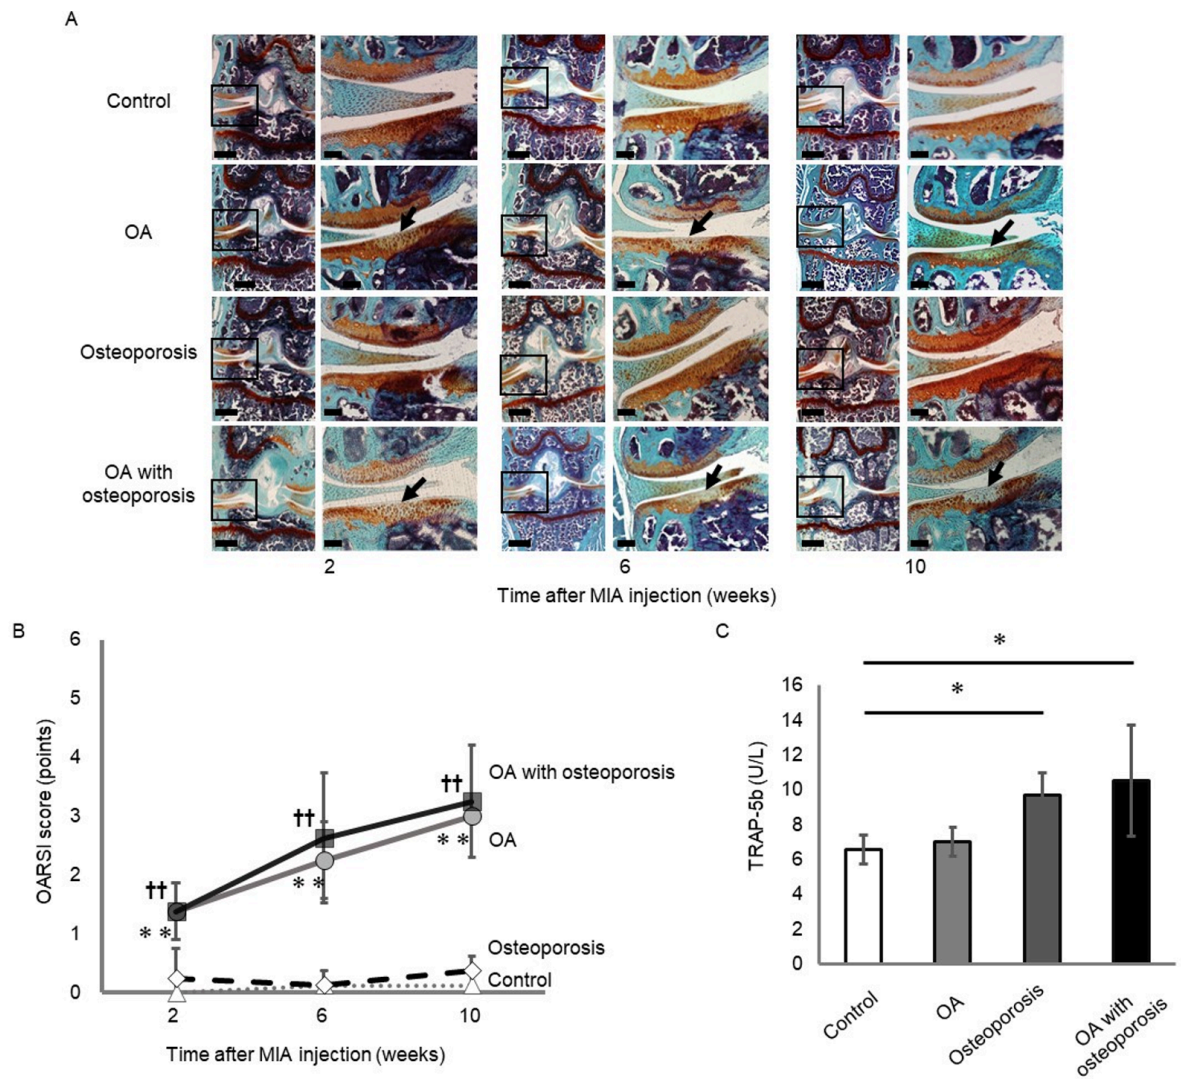 A
Control
OA
Osteoporosis
OA with
osteoporosis
2
6
10
Time after MIA injection (weeks)
B
6
5
4
3
2
1
0
OARSI score (points)
††
* *
††
* *
††
* *
OA with osteoporosis
OA
Osteoporosis
Control
2
6
10
Time after MIA injection (weeks)
C
*
*
16
14
12
10
8
6
4
2
0
TRAP-5b (U/L)
Control
OA
Osteoporosis
OA with
osteoporosis